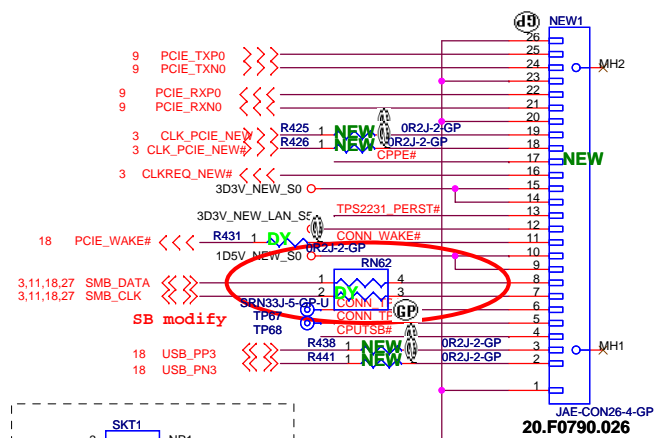 GP
NEW1
26
9 PCIE_TXP0
25
9 PCIE_TXN0
24
MH2
23
9 PCIE_RXP0
22
9 PCIE_RXN0
21
20
3 CLK_PCIE_NEW
R425 1 NEW 0R2J-2-GP
19
3 CLK_PCIE_NEW#
R426 1 NEW 0R2J-2-GP
18
CPPE#
17
NEW
3 CLKREQ_NEW#
16
3D3V_NEW_S0
15
14
3D3V_NEW_LAN_S5
TPS2231_PERST#
13
12
18 PCIE_WAKE#
R431 1 DY
0R2J-2-GP
CONN_WAKE#
11
1D5V_NEW_S0
10
RN62
9
3,11,18,27 SMB_DATA
1 4
8
3,11,18,27 SMB_CLK
2 DY 3
7
SRN33J-5-GP-U
GP
6
SB modify
TP67
5
TP68
CPUTSB#
4
18 USB_PP3
R438 1 NEW 0R2J-2-GP
3
MH1
18 USB_PN3
R441 1 NEW 0R2J-2-GP
2
1
JAE-CON26-4-GP
20.F0790.026
SKT1
NP1